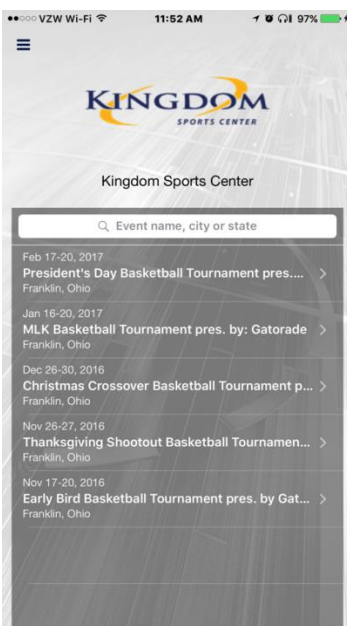 VZW Wi-Fi 11:52 AM 97%
KINGDOM
SPORTS CENTER
Kingdom Sports Center
Event name, city or state
Feb 17-20, 2017
President's Day Basketball Tournament pres....
Franklin, Ohio
Jan 16-20, 2017
MLK Basketball Tournament pres. by: Gatorade
Franklin, Ohio
Dec 26-30, 2016
Christmas Crossover Basketball Tournament p...
Franklin, Ohio
Nov 26-27, 2016
Thanksgiving Shootout Basketball Tournamen...
Franklin, Ohio
Nov 17-20, 2016
Early Bird Basketball Tournament pres. by Gat...
Franklin, Ohio